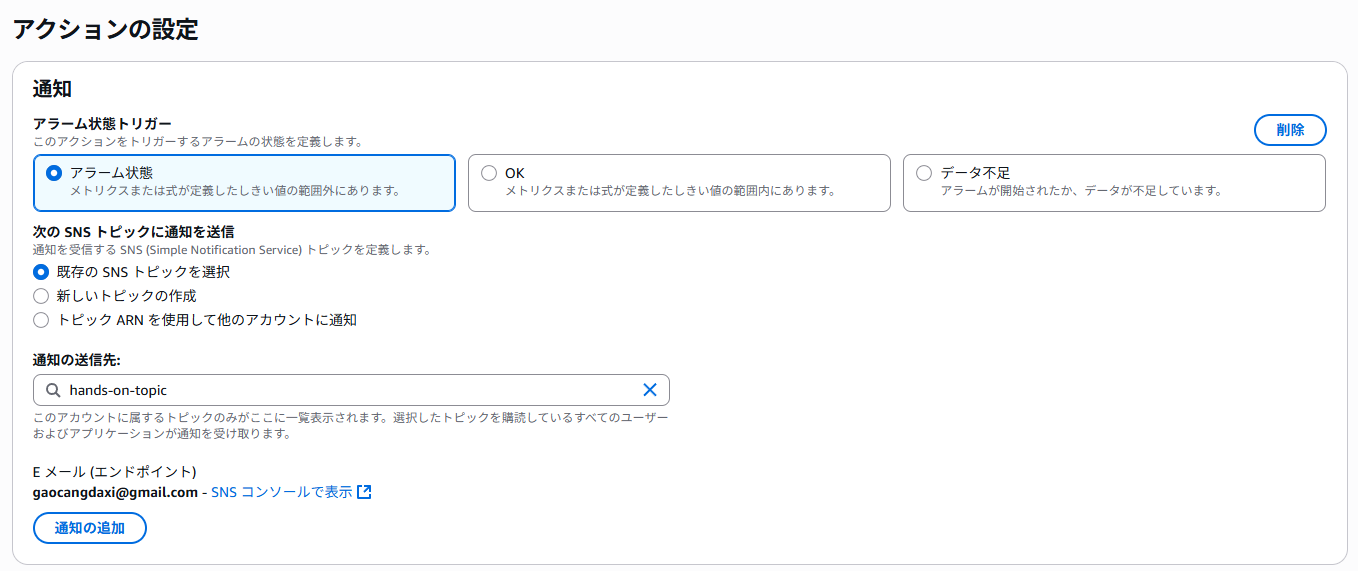 アクションの設定
通知
アラーム状態トリガー
このアクションをトリガーするアラームの状態を定義します。
削除
アラーム状態
メトリクスまたは式が定義したしきい値の範囲外にあります。
OK
メトリクスまたは式が定義したしきい値の範囲内にあります。
データ不足
アラームが開始されたか、データが不足しています。
次の SNS トピックに通知を送信
通知を受信する SNS (Simple Notification Service) トピックを定義します。
既存の SNS トピックを選択
新しいトピックの作成
トピック ARN を使用して他のアカウントに通知
通知の送信先:
hands-on-topic
このアカウントに属するトピックのみがここに一覧表示されます。選択したトピックを購読しているすべてのユーザー
およびアプリケーションが通知を受け取ります。
E メール (エンドポイント)
gaocangdaxi@gmail.com - SNS コンソールで表示
通知の追加